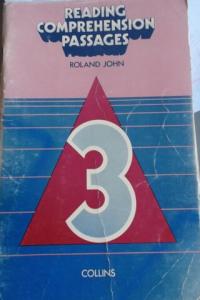 READING
COMPREHENSION
PASSAGES
ROLAND JOHN
3
COLLINS